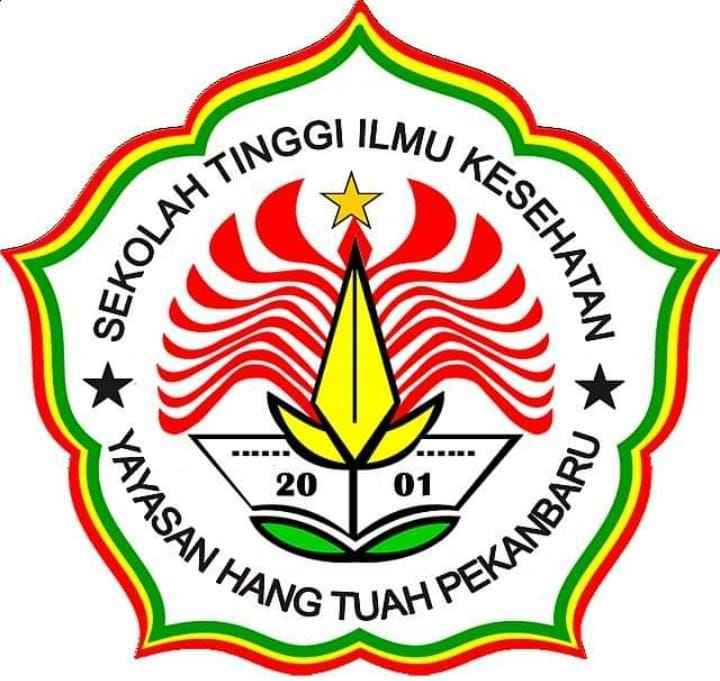 SEKOLAH TINGGI ILMU KESEHATAN
20 01
YAYASAN HANG TUAH PEKANBARU